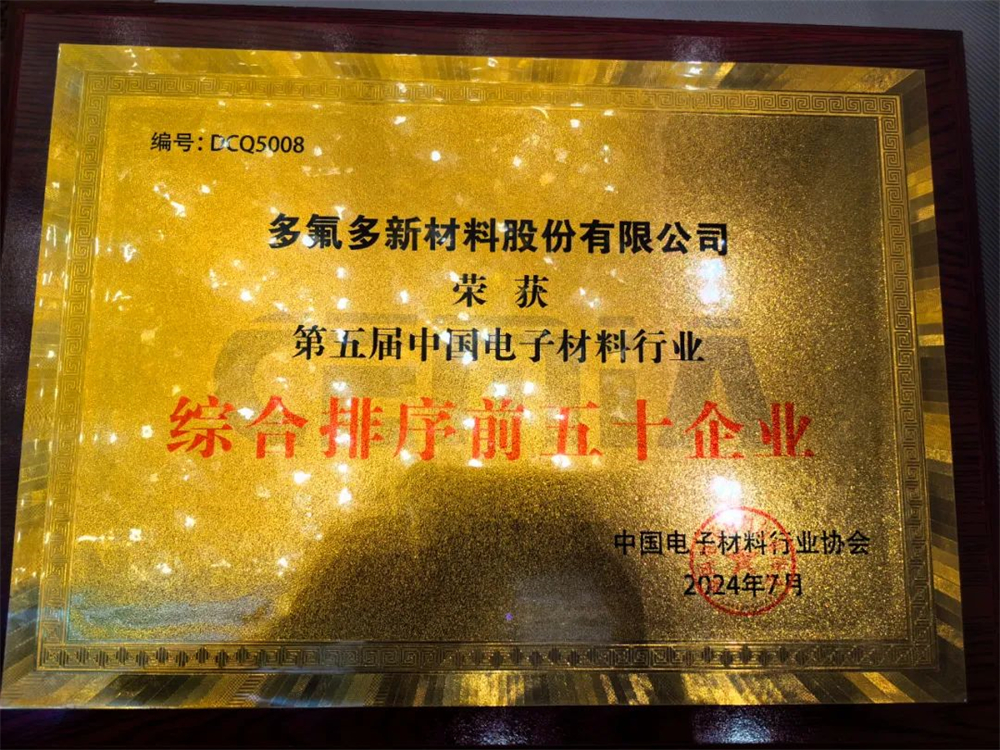 编号：DCQ5008
多氟多新材料股份有限公司
荣获
第五届中国电子材料行业
综合排序前五十企业
中国电子材料行业协会
2024年7月